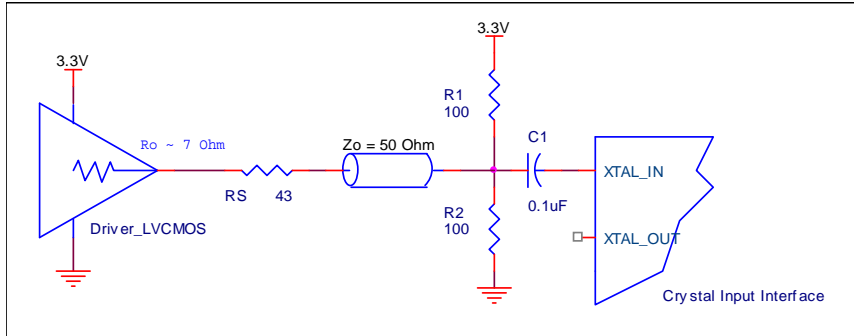 3.3V
3.3V
R1
100
Ro ~ 7 Ohm
Zo = 50 Ohm
C1
XTAL_IN
RS 43
0.1uF
R2
100
Driver_LVCMOS
XTAL_OUT
Crystal Input Interface